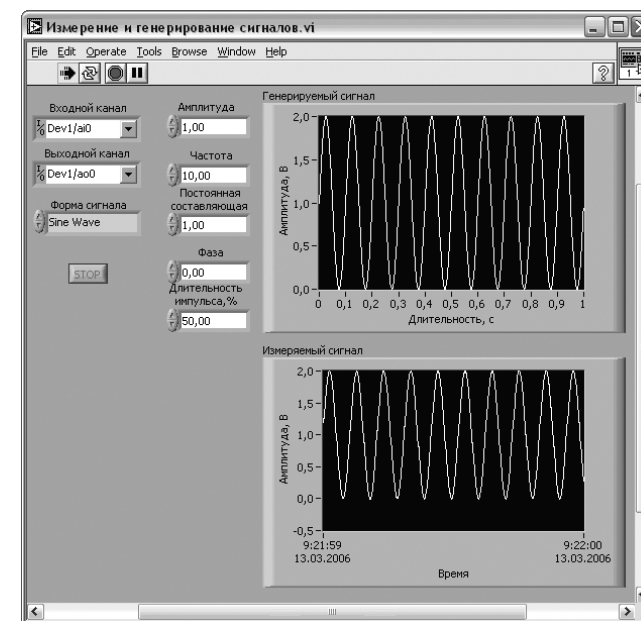 Измерение и генерирование сигналов.vi
File Edit Operate Tools Browse Window Help
1
Входной канал
Dev1/ai0
Выходной канал
Dev1/ao0
Форма сигнала
Sine Wave
STOP
Амплитуда
1,00
Частота
10,00
Постоянная
составляющая
1,00
Фаза
0,00
Длительность
импульса,%
50,00
Генерируемый сигнал
Амплитуда, В
2,0
1,5
1,0
0,5
0,0
0 0,1 0,2 0,3 0,4 0,5 0,6 0,7 0,8 0,9 1
Длительность, с
Измеряемый сигнал
Амплитуда, В
2,0
1,5
1,0
0,5
0,0
-0,5
9:21:59 9:22:00
13.03.2006 13.03.2006
Время